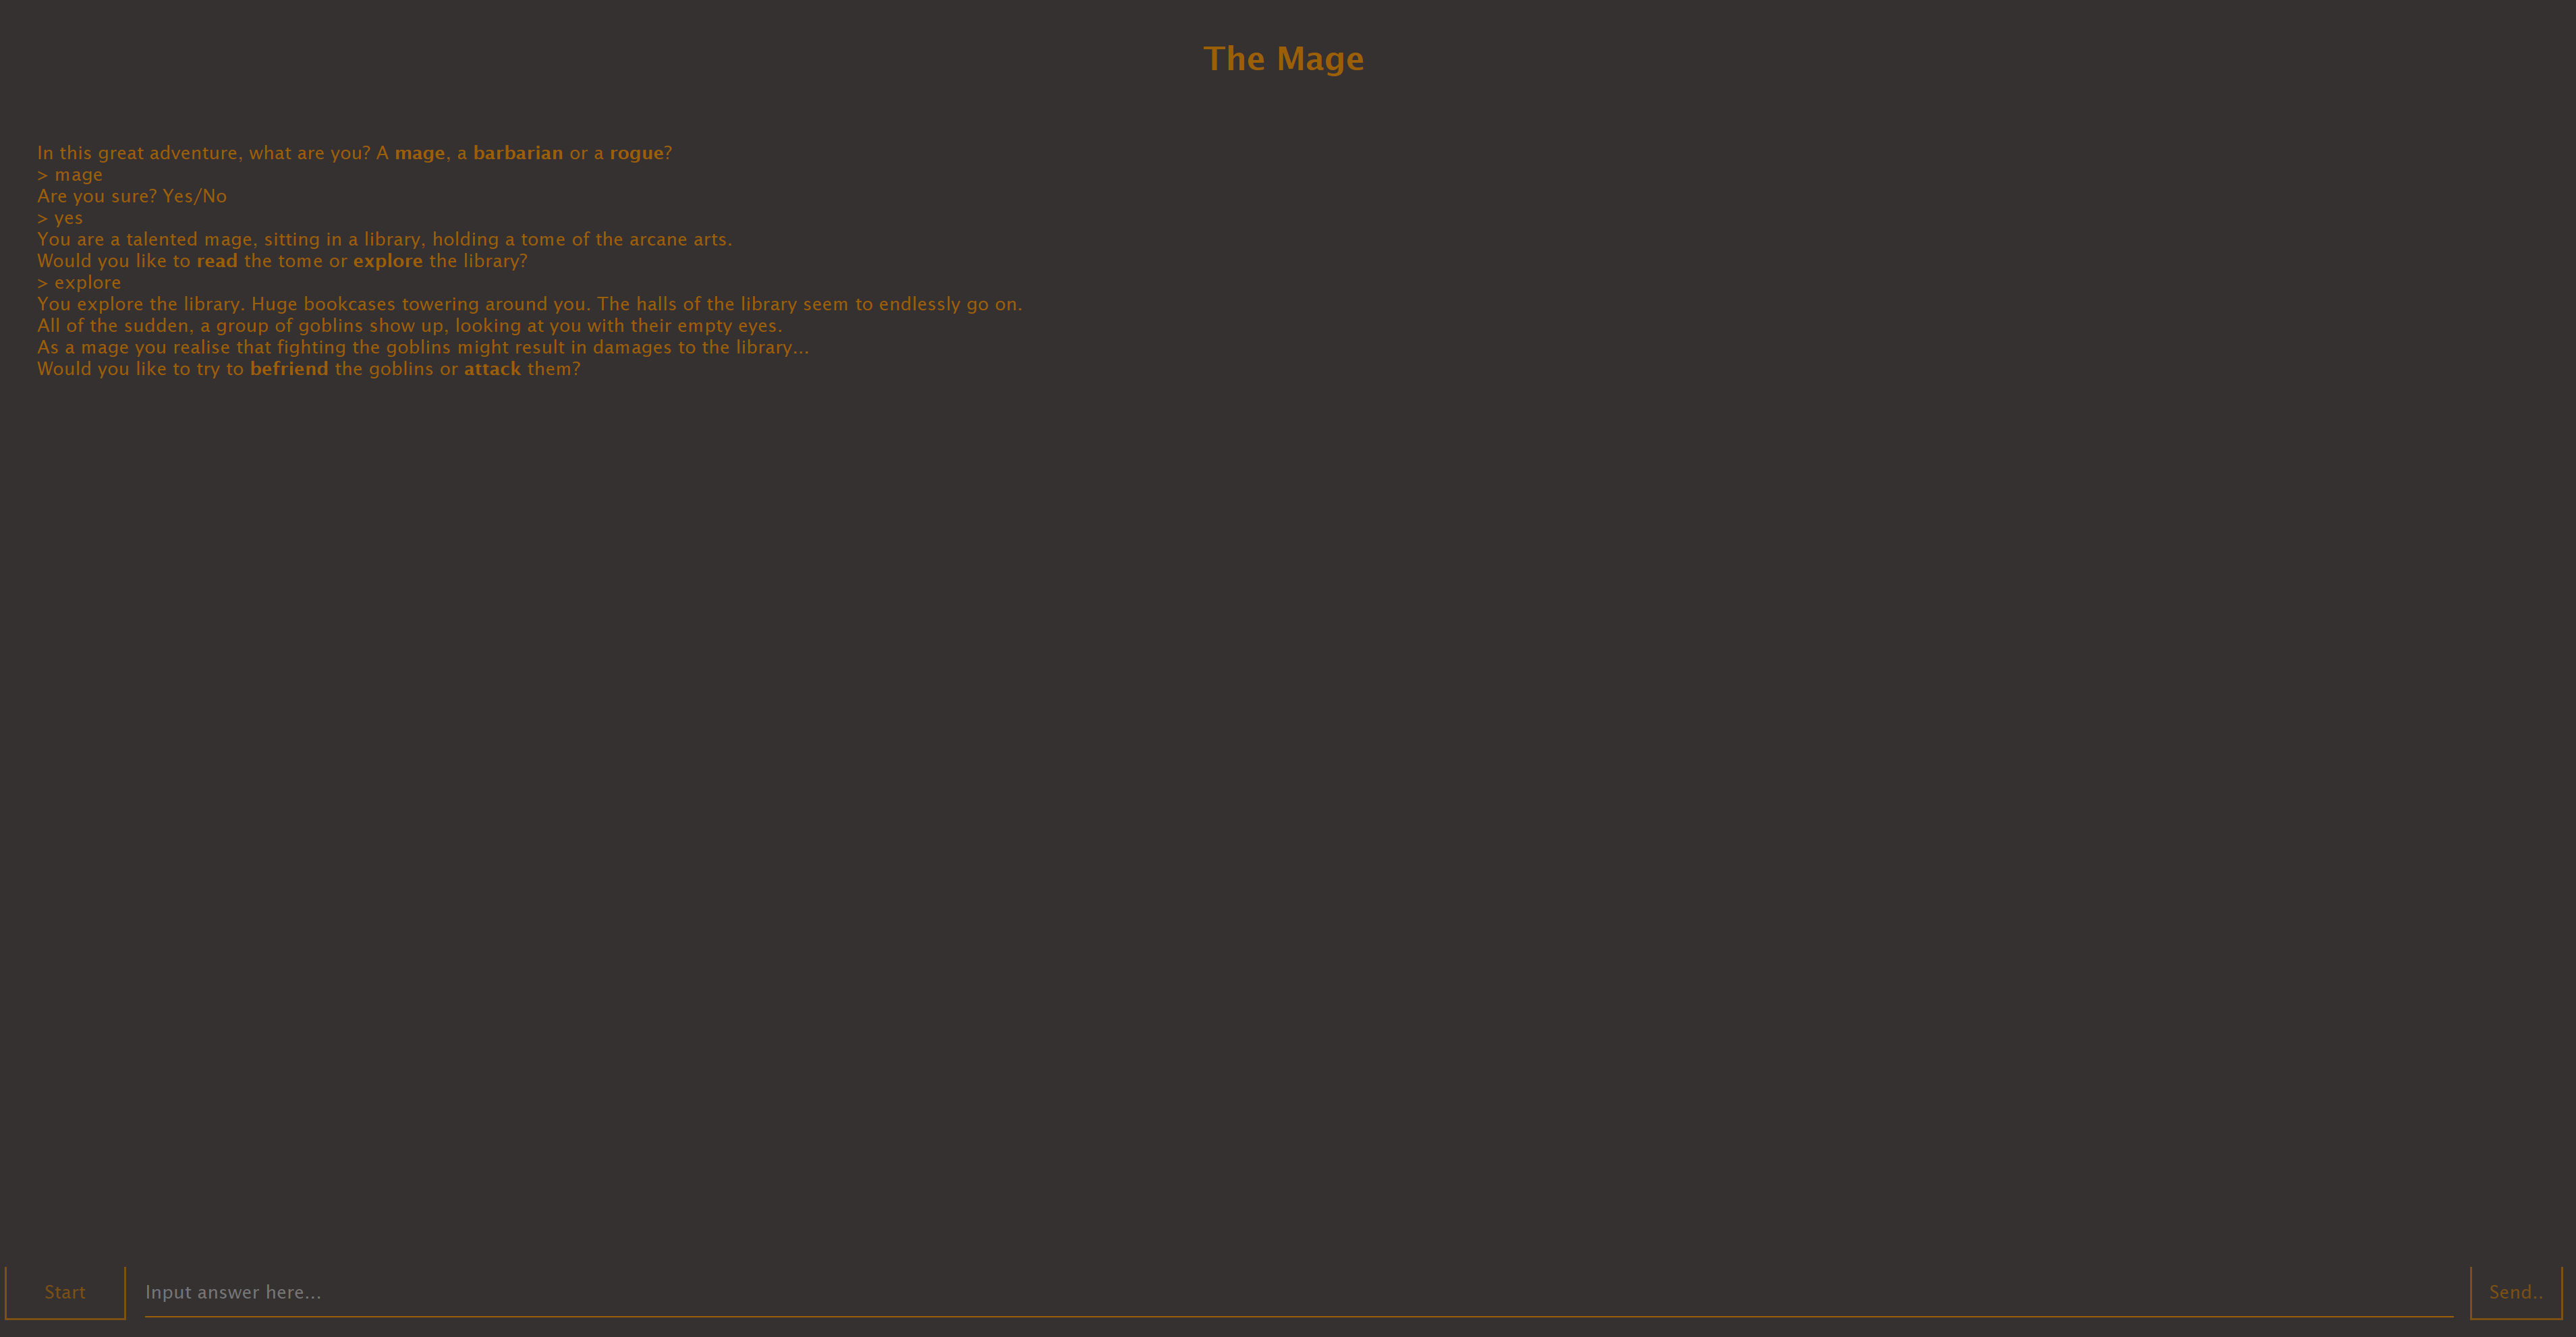 The Mage
In this great adventure, what are you? A mage, a barbarian or a rogue?
> mage
Are you sure? Yes/No
> yes
You are a talented mage, sitting in a library, holding a tome of the arcane arts.
Would you like to read the tome or explore the library?
> explore
You explore the library. Huge bookcases towering around you. The halls of the library seem to endlessly go on.
All of the sudden, a group of goblins show up, looking at you with their empty eyes.
As a mage you realise that fighting the goblins might result in damages to the library...
Would you like to try to befriend the goblins or attack them?
Start
Input answer here...
Send..